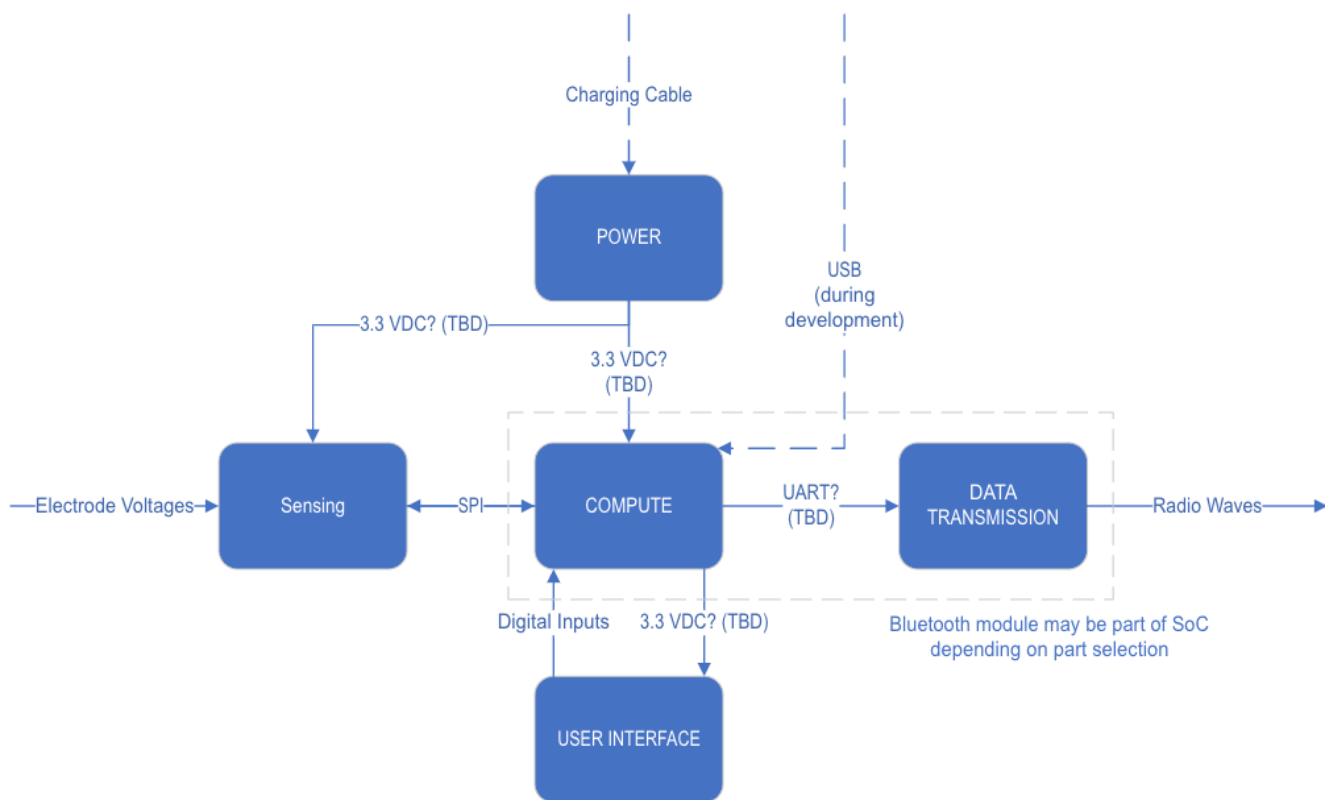 Charging Cable
POWER
USB
(during
development)
3.3 VDC? (TBD)
3.3 VDC?
(TBD)
Electrode Voltages
Sensing
SPI
COMPUTE
UART?
(TBD)
DATA
TRANSMISSION
Radio Waves
Digital Inputs
3.3 VDC? (TBD)
Bluetooth module may be part of SoC
depending on part selection
USER INTERFACE